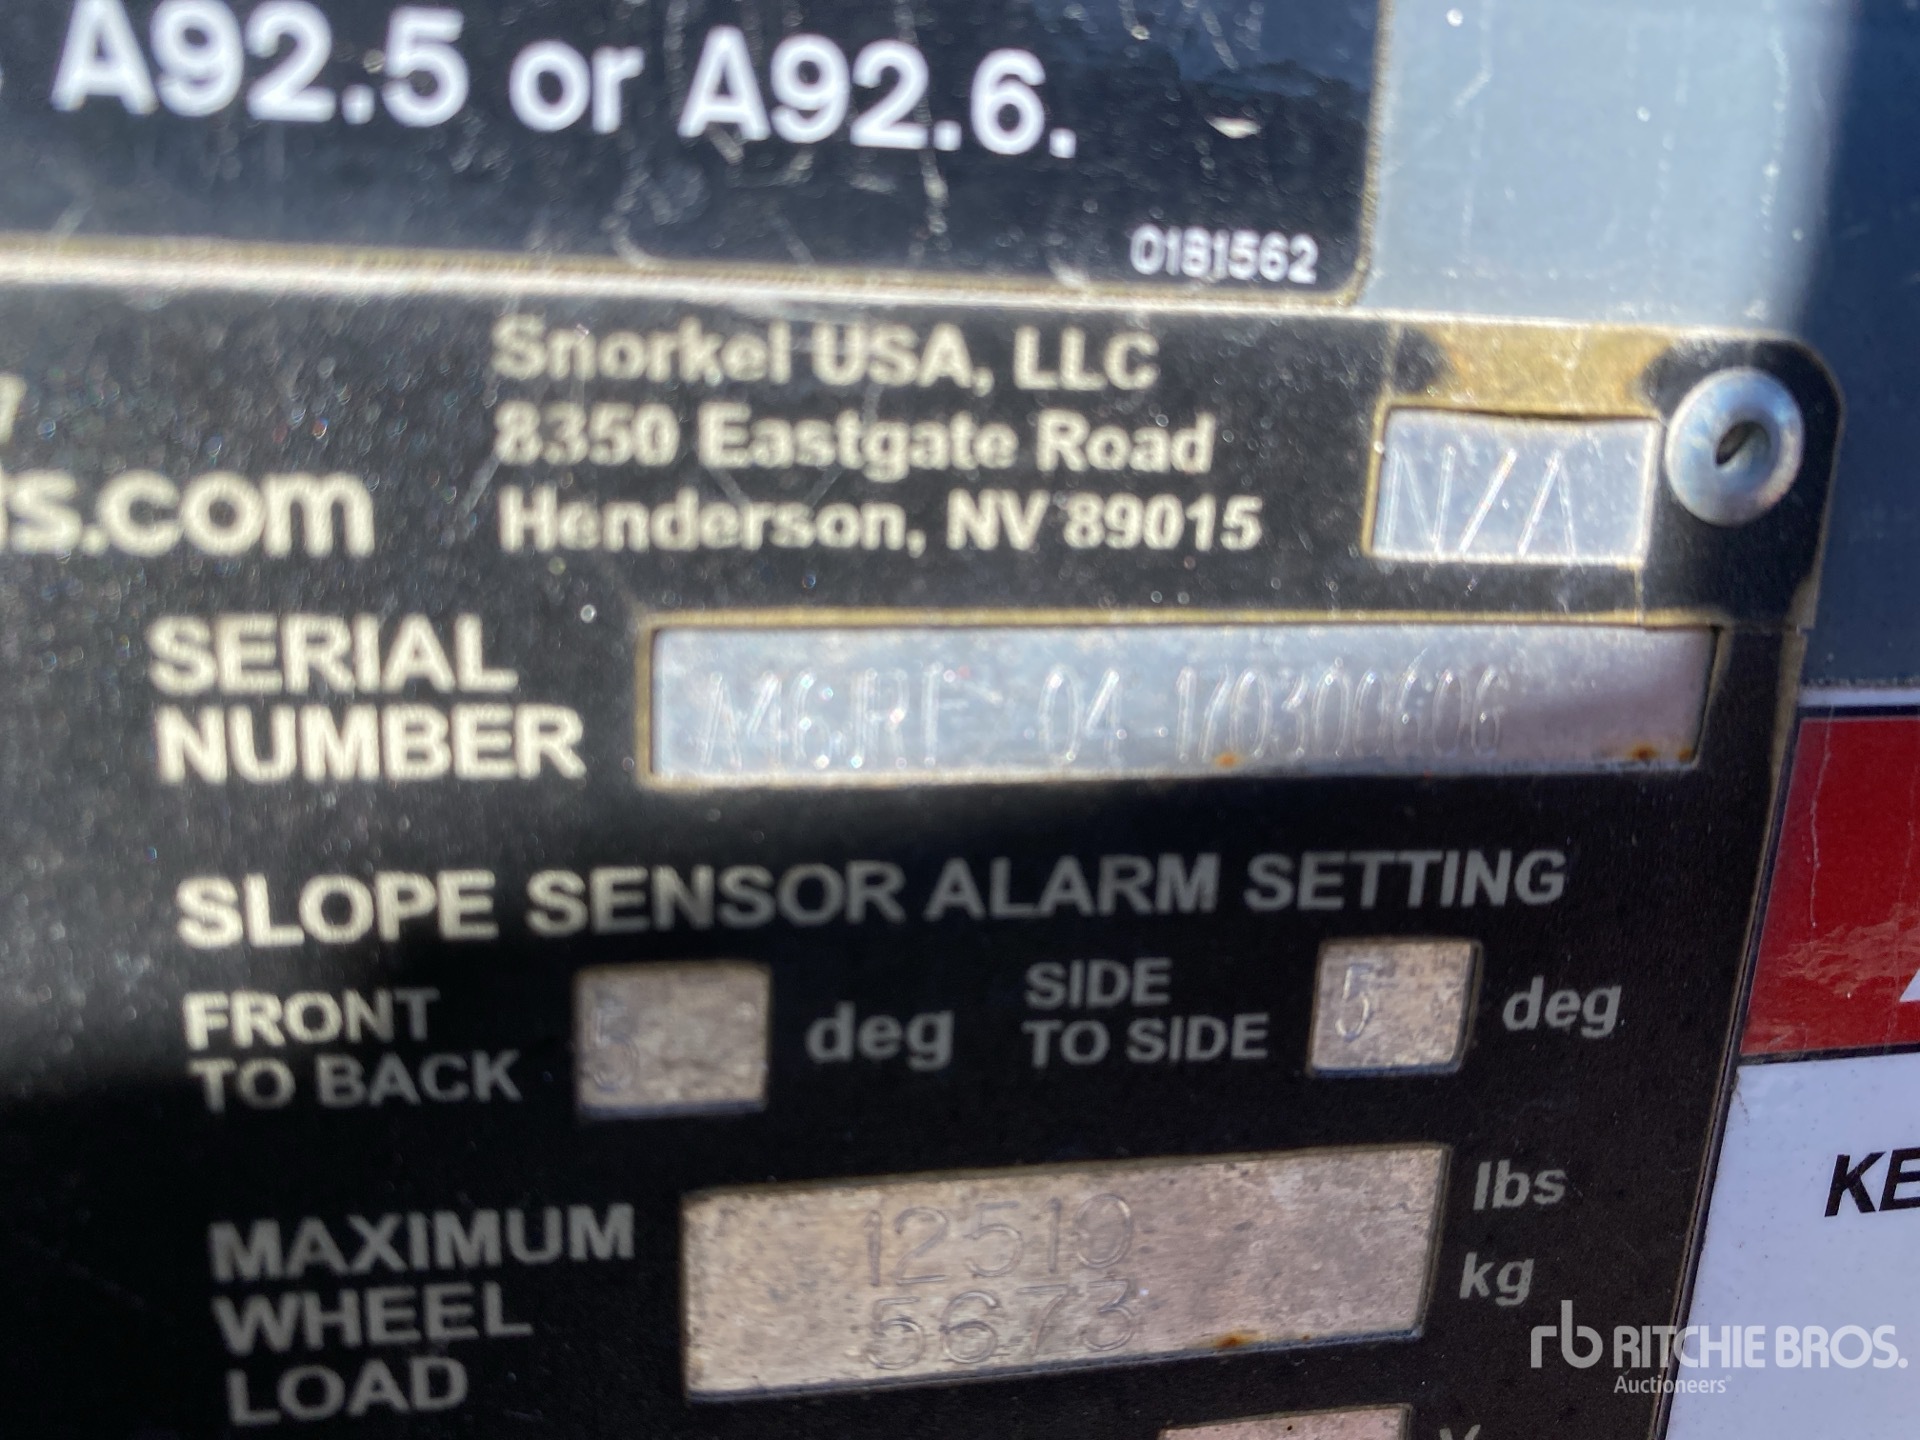 A92.5 or A92.6.
0181562
Snorkel USA, LLC
8350 Eastgate Road
Henderson, NV 89015
N/A
s.com
SERIAL
NUMBER
A46JRT-04-170300606
SLOPE SENSOR ALARM SETTING
FRONT
TO BACK
5
deg
SIDE
TO SIDE
5
deg
MAXIMUM
WHEEL
LOAD
12510
lbs
5673
kg
KE
rb RITCHIE BROS.
Auctioneers